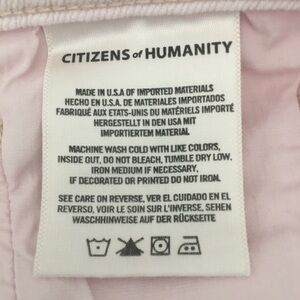 CITIZENS of HUMANITY
MADE IN U.S.A OF IMPORTED MATERIALS
HECHO EN U.S.A. DE MATERIALES IMPORTADOS
FABRIQUÉ AUX ETATS-UNIS DU MATÉRIELS IMPORTÉ
HERGESTELLT IN DEN USA MIT
IMPORTIERTEM MATERIAL
MACHINE WASH COLD WITH LIKE COLORS,
INSIDE OUT, DO NOT BLEACH, TUMBLE DRY LOW.
IRON MEDIUM IF NECESSARY,
IF DECORATED OR PRINTED DO NOT IRON.
SEE CARE ON REVERSE, VER EL CUIDADO EN EL
REVERSO, VOIR LE SOIN SUR L'INVERSE, SEHEN
WASCHHINWEISE AUF DER RÜCKSEITE